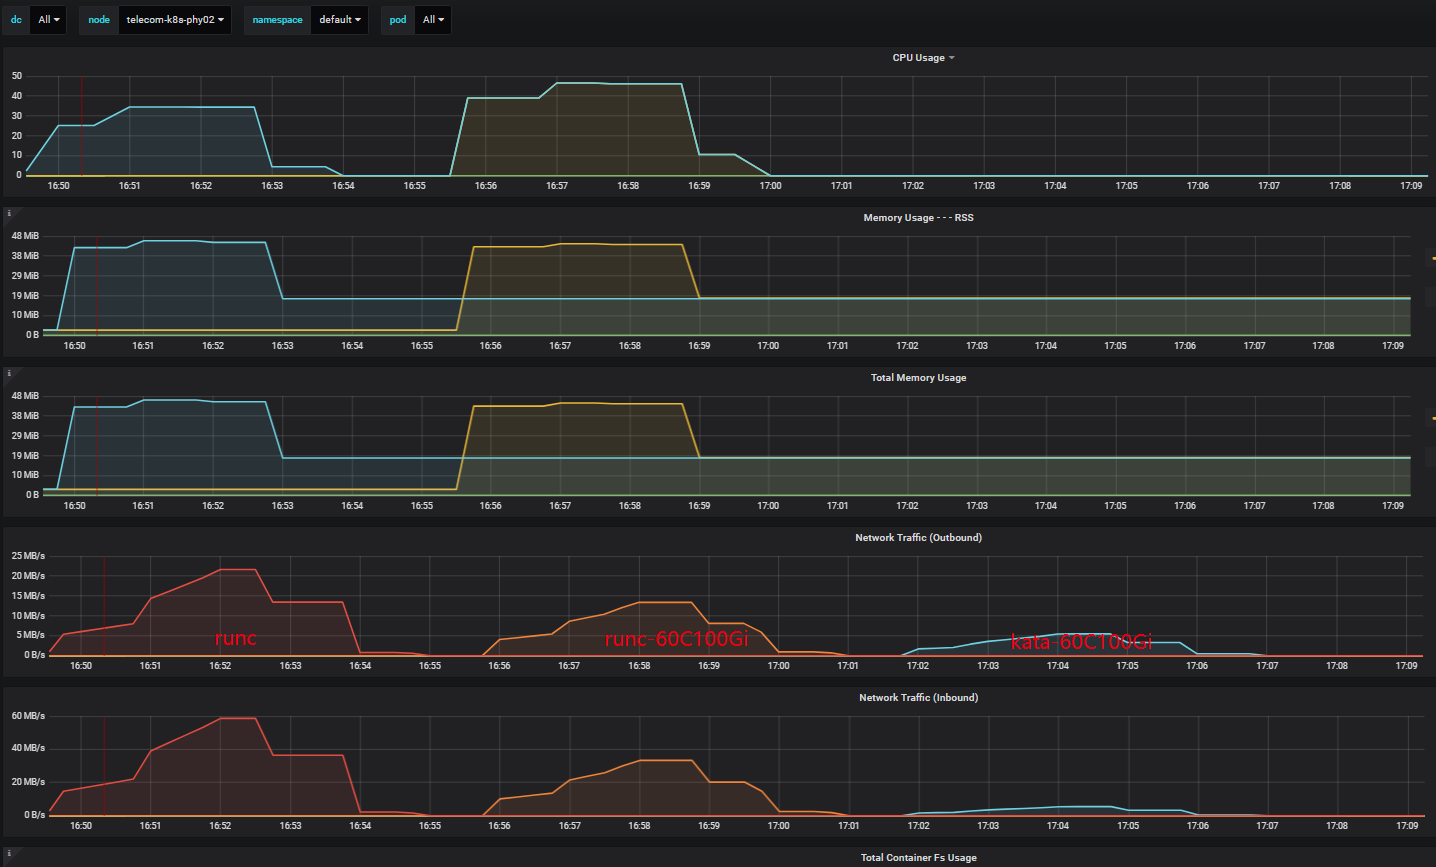 dc All node telecom-k8s-phy02 namespace default pod All
CPU Usage
50
40
30
20
10
0
16:50 16:51 16:52 16:53 16:54 16:55 16:56 16:57 16:58 16:59 17:00 17:01 17:02 17:03 17:04 17:05 17:06 17:07 17:08 17:09
i
Memory Usage - - - RSS
48 MiB
38 MiB
29 MiB
19 MiB
10 MiB
0 B
16:50 16:51 16:52 16:53 16:54 16:55 16:56 16:57 16:58 16:59 17:00 17:01 17:02 17:03 17:04 17:05 17:06 17:07 17:08 17:09
i
Total Memory Usage
48 MiB
38 MiB
29 MiB
19 MiB
10 MiB
0 B
16:50 16:51 16:52 16:53 16:54 16:55 16:56 16:57 16:58 16:59 17:00 17:01 17:02 17:03 17:04 17:05 17:06 17:07 17:08 17:09
Network Traffic (Outbound)
25 MB/s
20 MB/s
15 MB/s
10 MB/s
5 MB/s
0 B/s
runc runc-60C100Gi kata-60C100Gi
16:50 16:51 16:52 16:53 16:54 16:55 16:56 16:57 16:58 16:59 17:00 17:01 17:02 17:03 17:04 17:05 17:06 17:07 17:08 17:09
Network Traffic (Inbound)
60 MB/s
40 MB/s
20 MB/s
0 B/s
16:50 16:51 16:52 16:53 16:54 16:55 16:56 16:57 16:58 16:59 17:00 17:01 17:02 17:03 17:04 17:05 17:06 17:07 17:08 17:09
i
Total Container Fs Usage